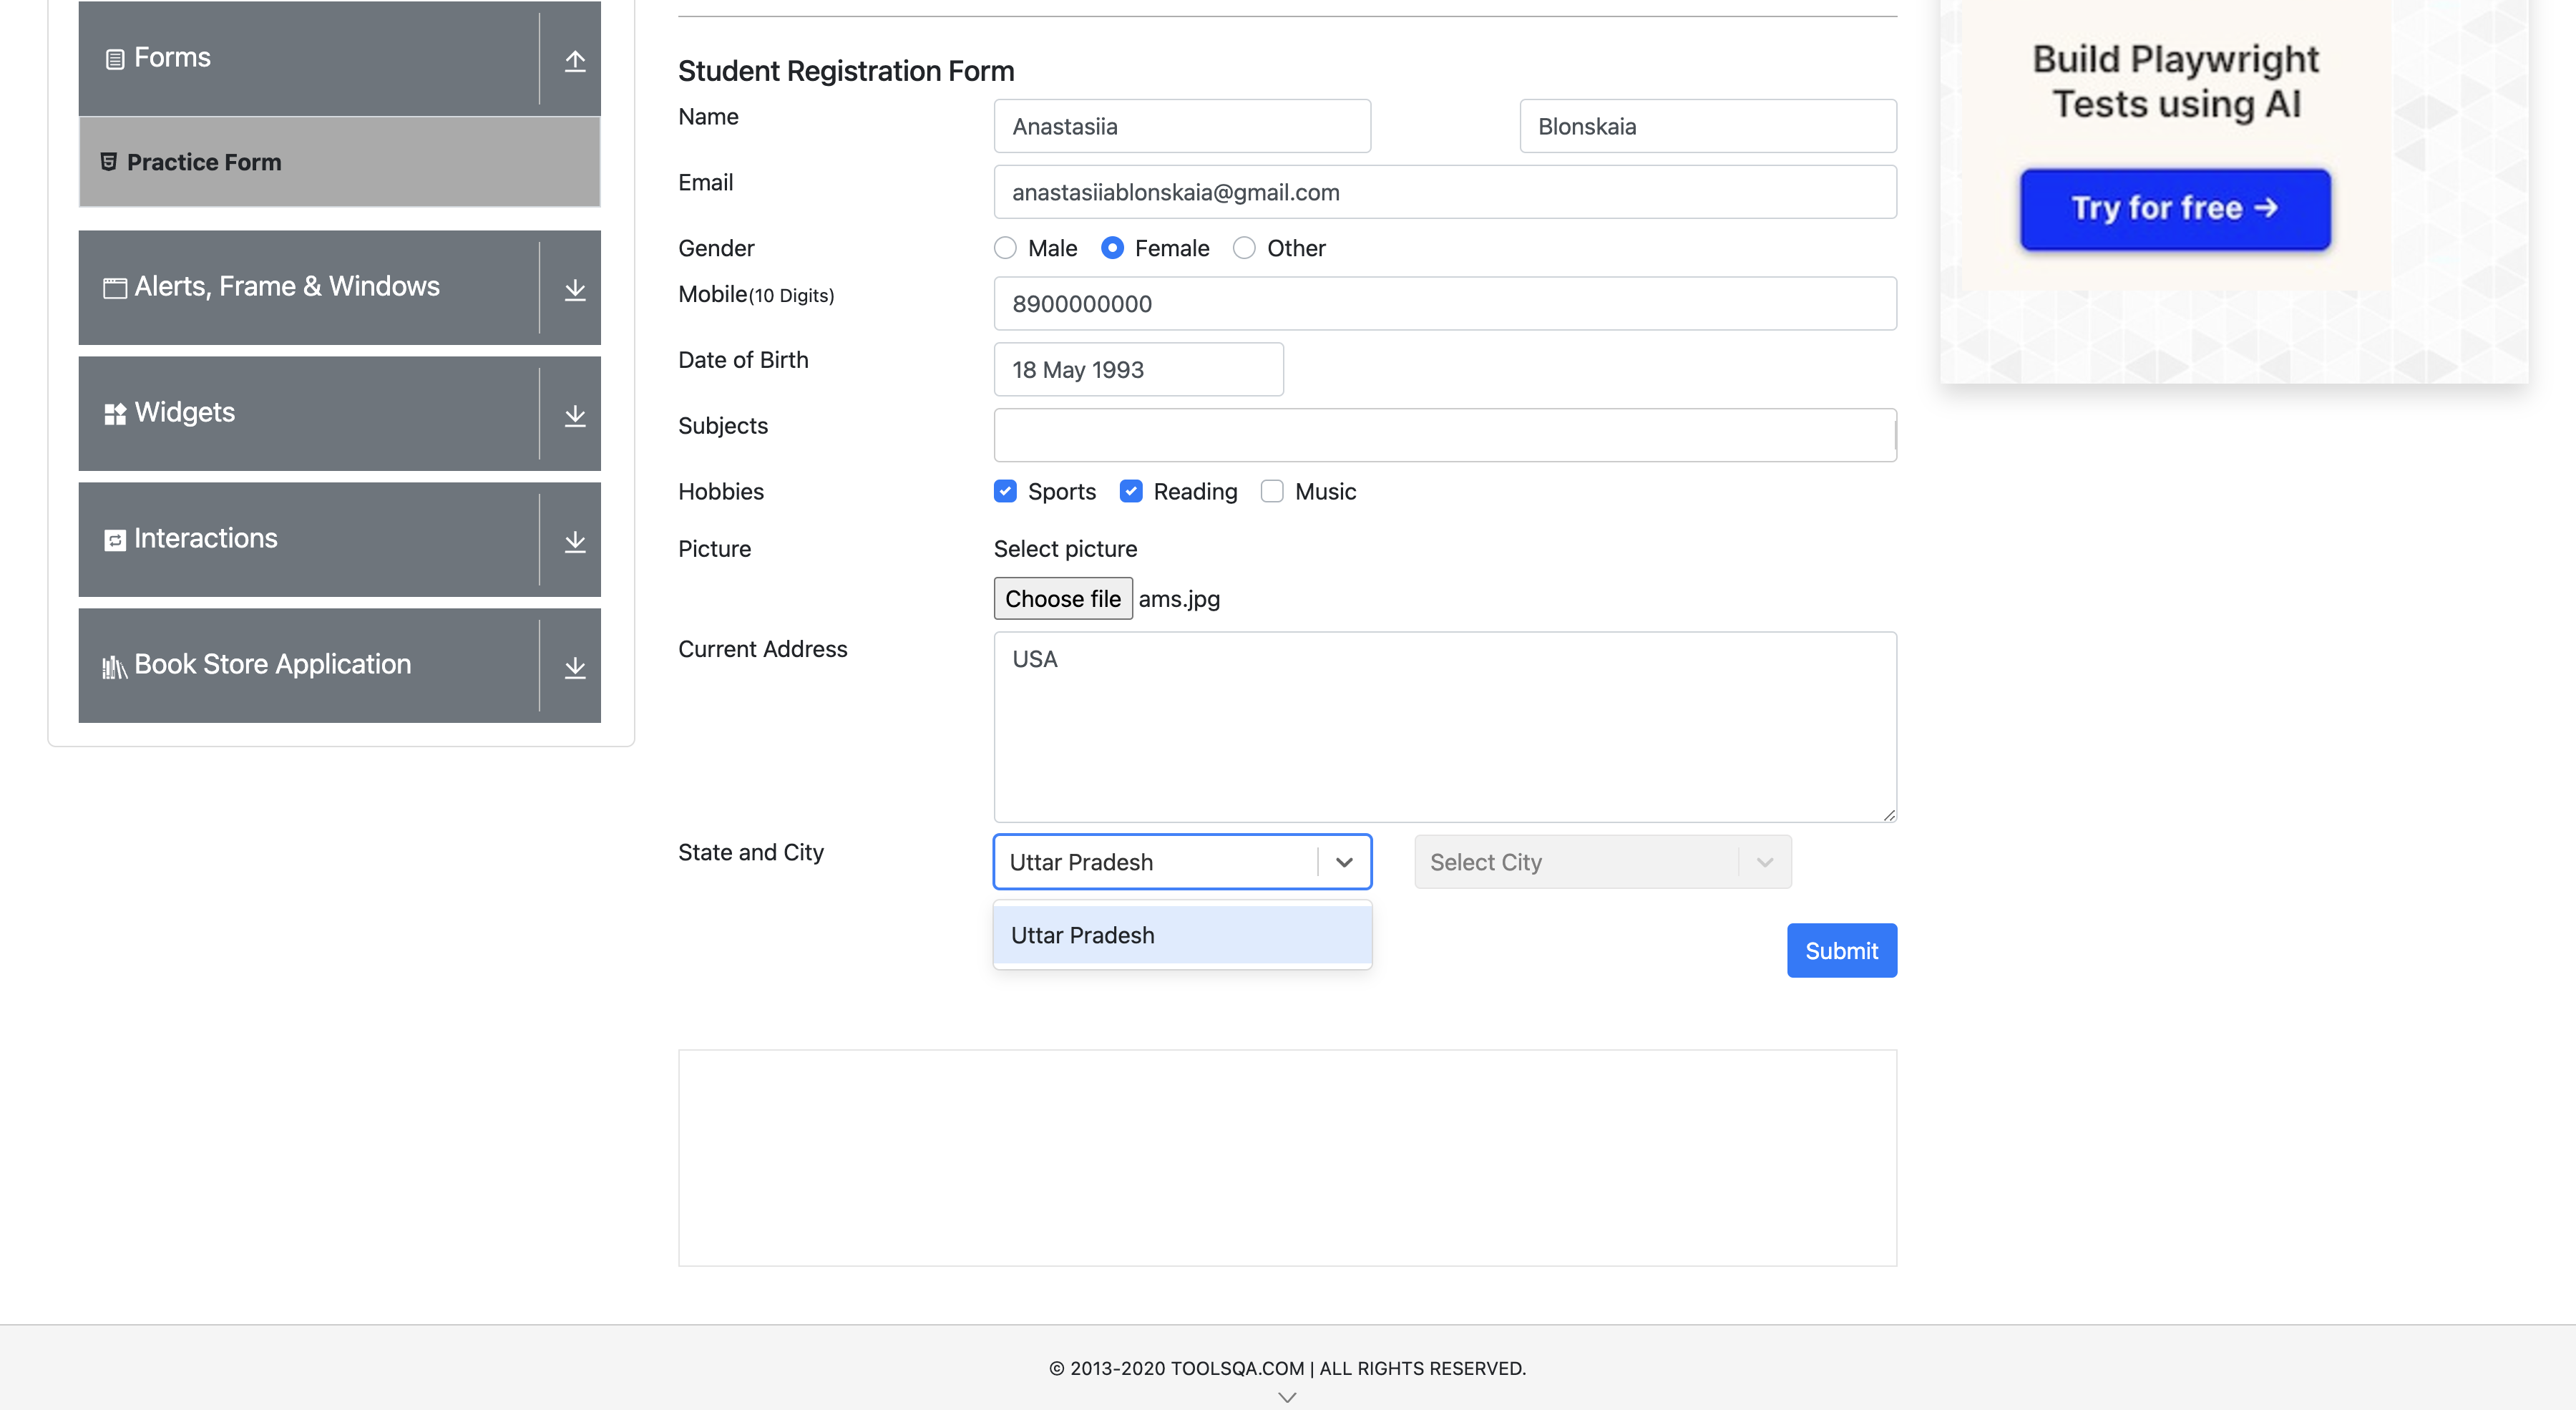 Forms
Practice Form
Alerts, Frame & Windows
Widgets
Interactions
Book Store Application
Student Registration Form
Name
Anastasiia
Blonskaia
Email
anastasiiablonskaia@gmail.com
Gender
Male Female Other
Mobile(10 Digits)
8900000000
Date of Birth
18 May 1993
Subjects
Hobbies
Sports Reading Music
Picture
Select picture
Choose file ams.jpg
Current Address
USA
State and City
Uttar Pradesh
Select City
Uttar Pradesh
Submit
Build Playwright
Tests using AI
Try for free →
© 2013-2020 TOOLSQA.COM | ALL RIGHTS RESERVED.